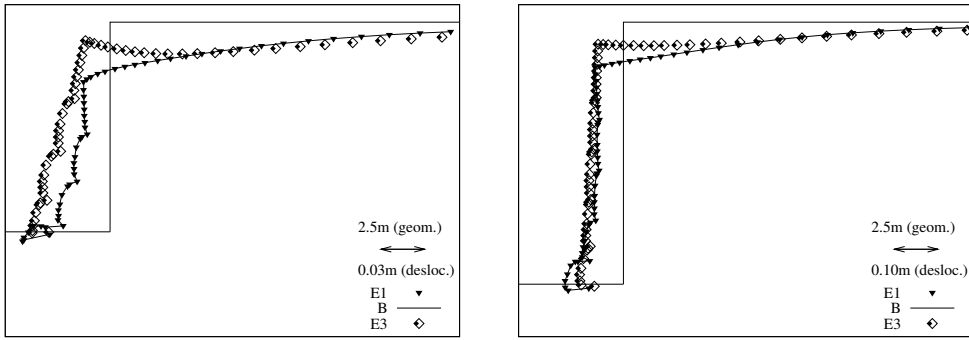 2.5m (geom.)
0.03m (desloc.)
E1
B
E3
2.5m (geom.)
0.10m (desloc.)
E1
B
E3